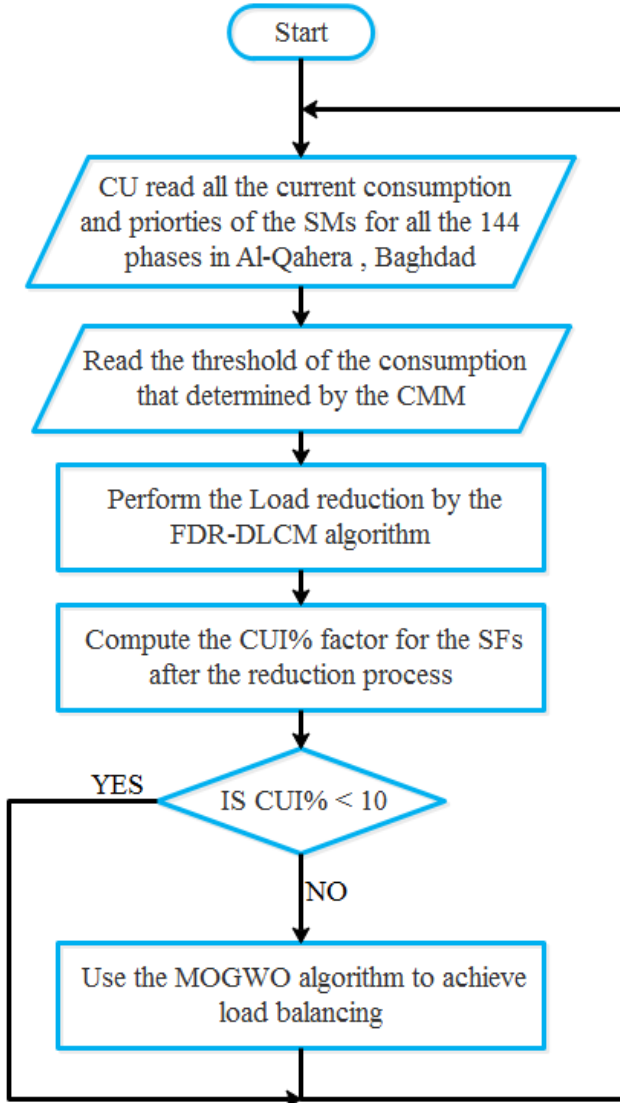 Start
CU read all the current consumption
and priorties of the SMs for all the 144
phases in Al-Qahera , Baghdad
Read the threshold of the consumption
that determined by the CMM
Perform the Load reduction by the
FDR-DLCM algorithm
Compute the CUI% factor for the SFs
after the reduction process
YES
IS CUI% < 10
NO
Use the MOGWO algorithm to achieve
load balancing